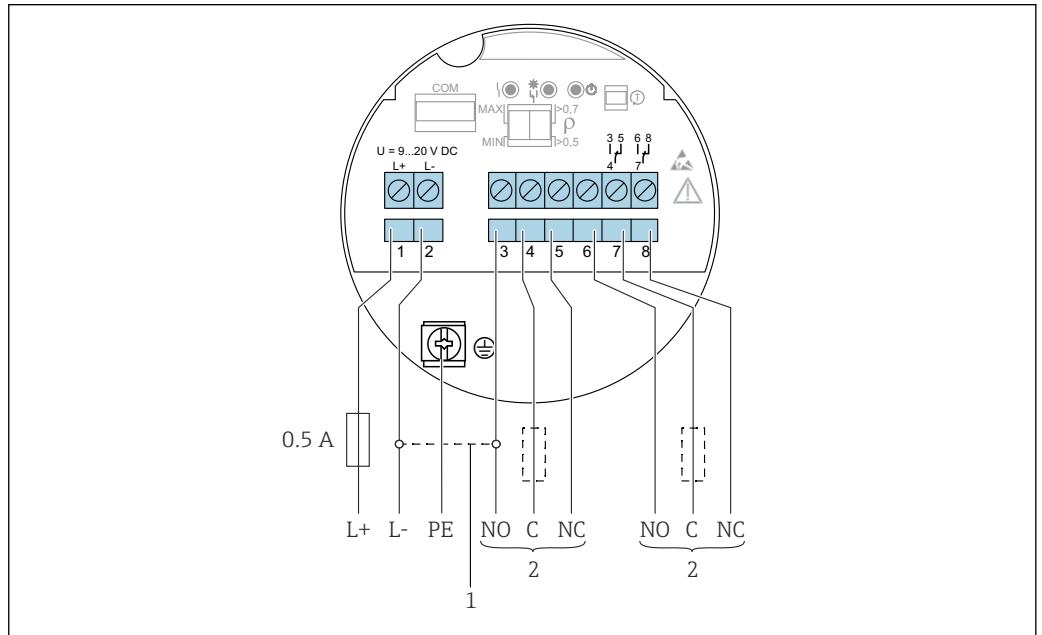 COM
MAX >0,7
ρ
MIN >0,5
T
U = 9...20 V DC
L+ L-
3 5 6 8
4 7
1 2 3 4 5 6 7 8
0.5 A
L+ L- PE NO C NC NO C NC
2 2
1